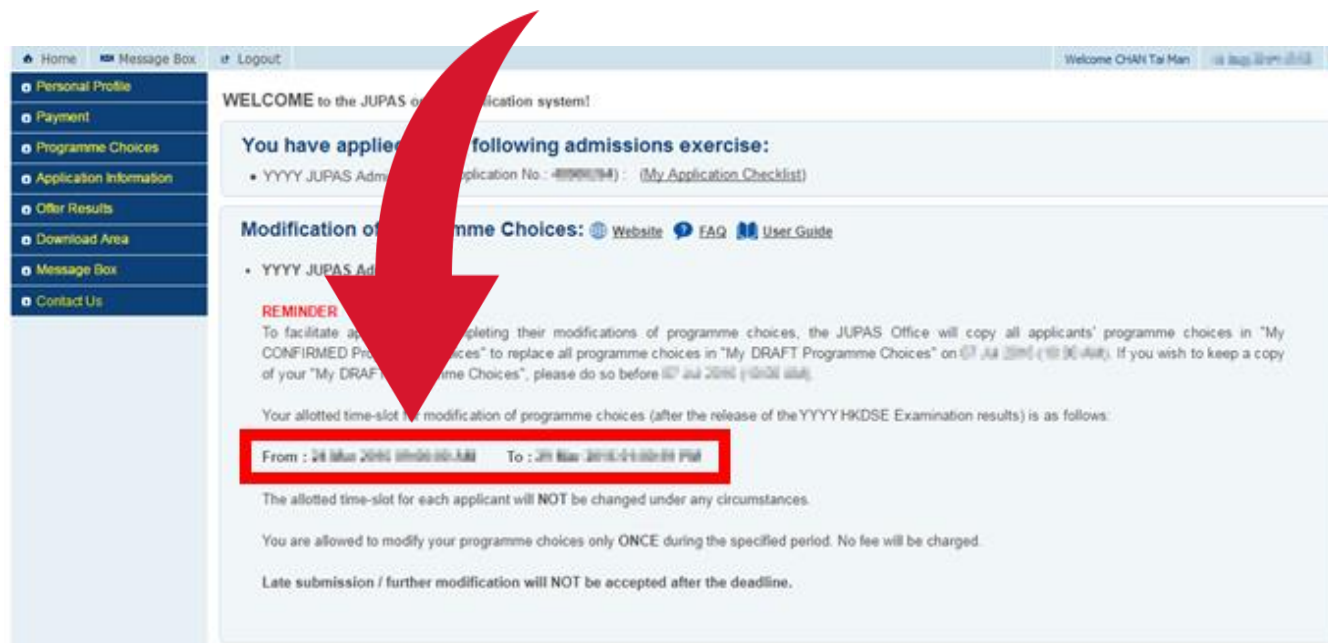 Home Message Box Logout Welcome CHAN Tai Man
Personal Profile
Payment
Programme Choices
Application Information
Offer Results
Download Area
Message Box
Contact Us
WELCOME to the JUPAS ication system!
You have applie following admissions exercise:
• YYYY JUPAS Adm plication No.: ) : (My Application Checklist)
Modification of mme Choices: Website FAQ User Guide
• YYYY JUPAS Ad
REMINDER
To facilitate ap pleting their modifications of programme choices, the JUPAS Office will copy all applicants' programme choices in "My
CONFIRMED Pr ices" to replace all programme choices in "My DRAFT Programme Choices" on . If you wish to keep a copy
of your "My DRAF me Choices", please do so before
Your allotted time-slot f modification of programme choices (after the release of the YYYY HKDSE Examination results) is as follows:
From : To :
The allotted time-slot for each applicant will NOT be changed under any circumstances.
You are allowed to modify your programme choices only ONCE during the specified period. No fee will be charged.
Late submission / further modification will NOT be accepted after the deadline.